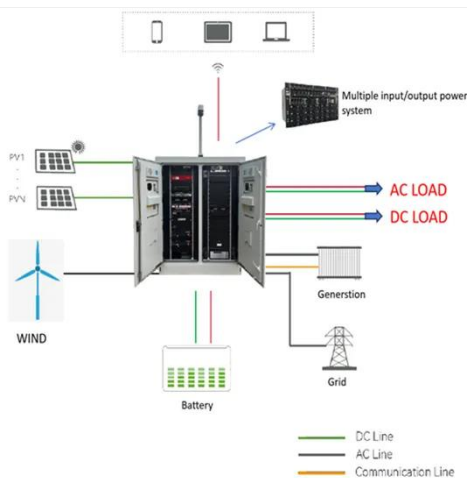 Multiple input/output power
system
PV1
PVN
AC LOAD
DC LOAD
WIND
Generstion
Battery
Grid
DC Line
AC Line
Communication Line